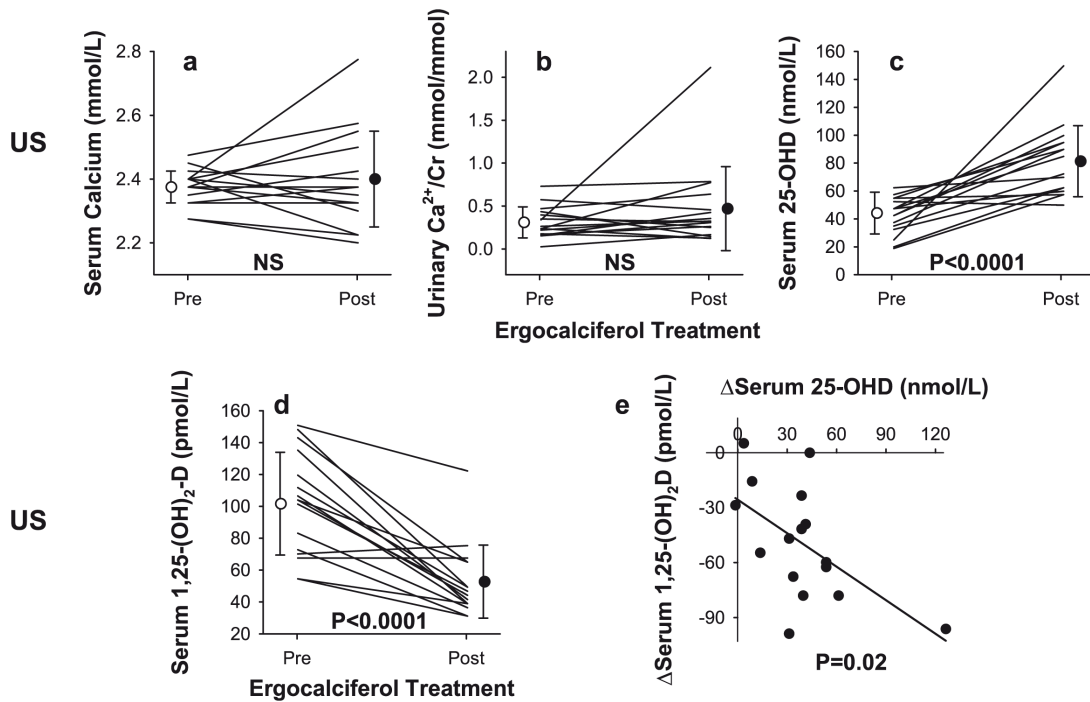 US
a
Serum Calcium (mmol/L)
2.8
2.6
2.4
2.2
NS
Pre
Post
b
Urinary Ca²⁺/Cr (mmol/mmol)
2.0
1.5
1.0
0.5
0.0
NS
Pre
Post
c
Serum 25-OHD (nmol/L)
160
140
120
100
80
60
40
20
0
P<0.0001
Pre
Post
Ergocalciferol Treatment
US
d
Serum 1,25-(OH)₂-D (pmol/L)
160
140
120
100
80
60
40
20
P<0.0001
Pre
Post
Ergocalciferol Treatment
e
ΔSerum 25-OHD (nmol/L)
0
30
60
90
120
ΔSerum 1,25-(OH)₂D (pmol/L)
0
-30
-60
-90
P=0.02